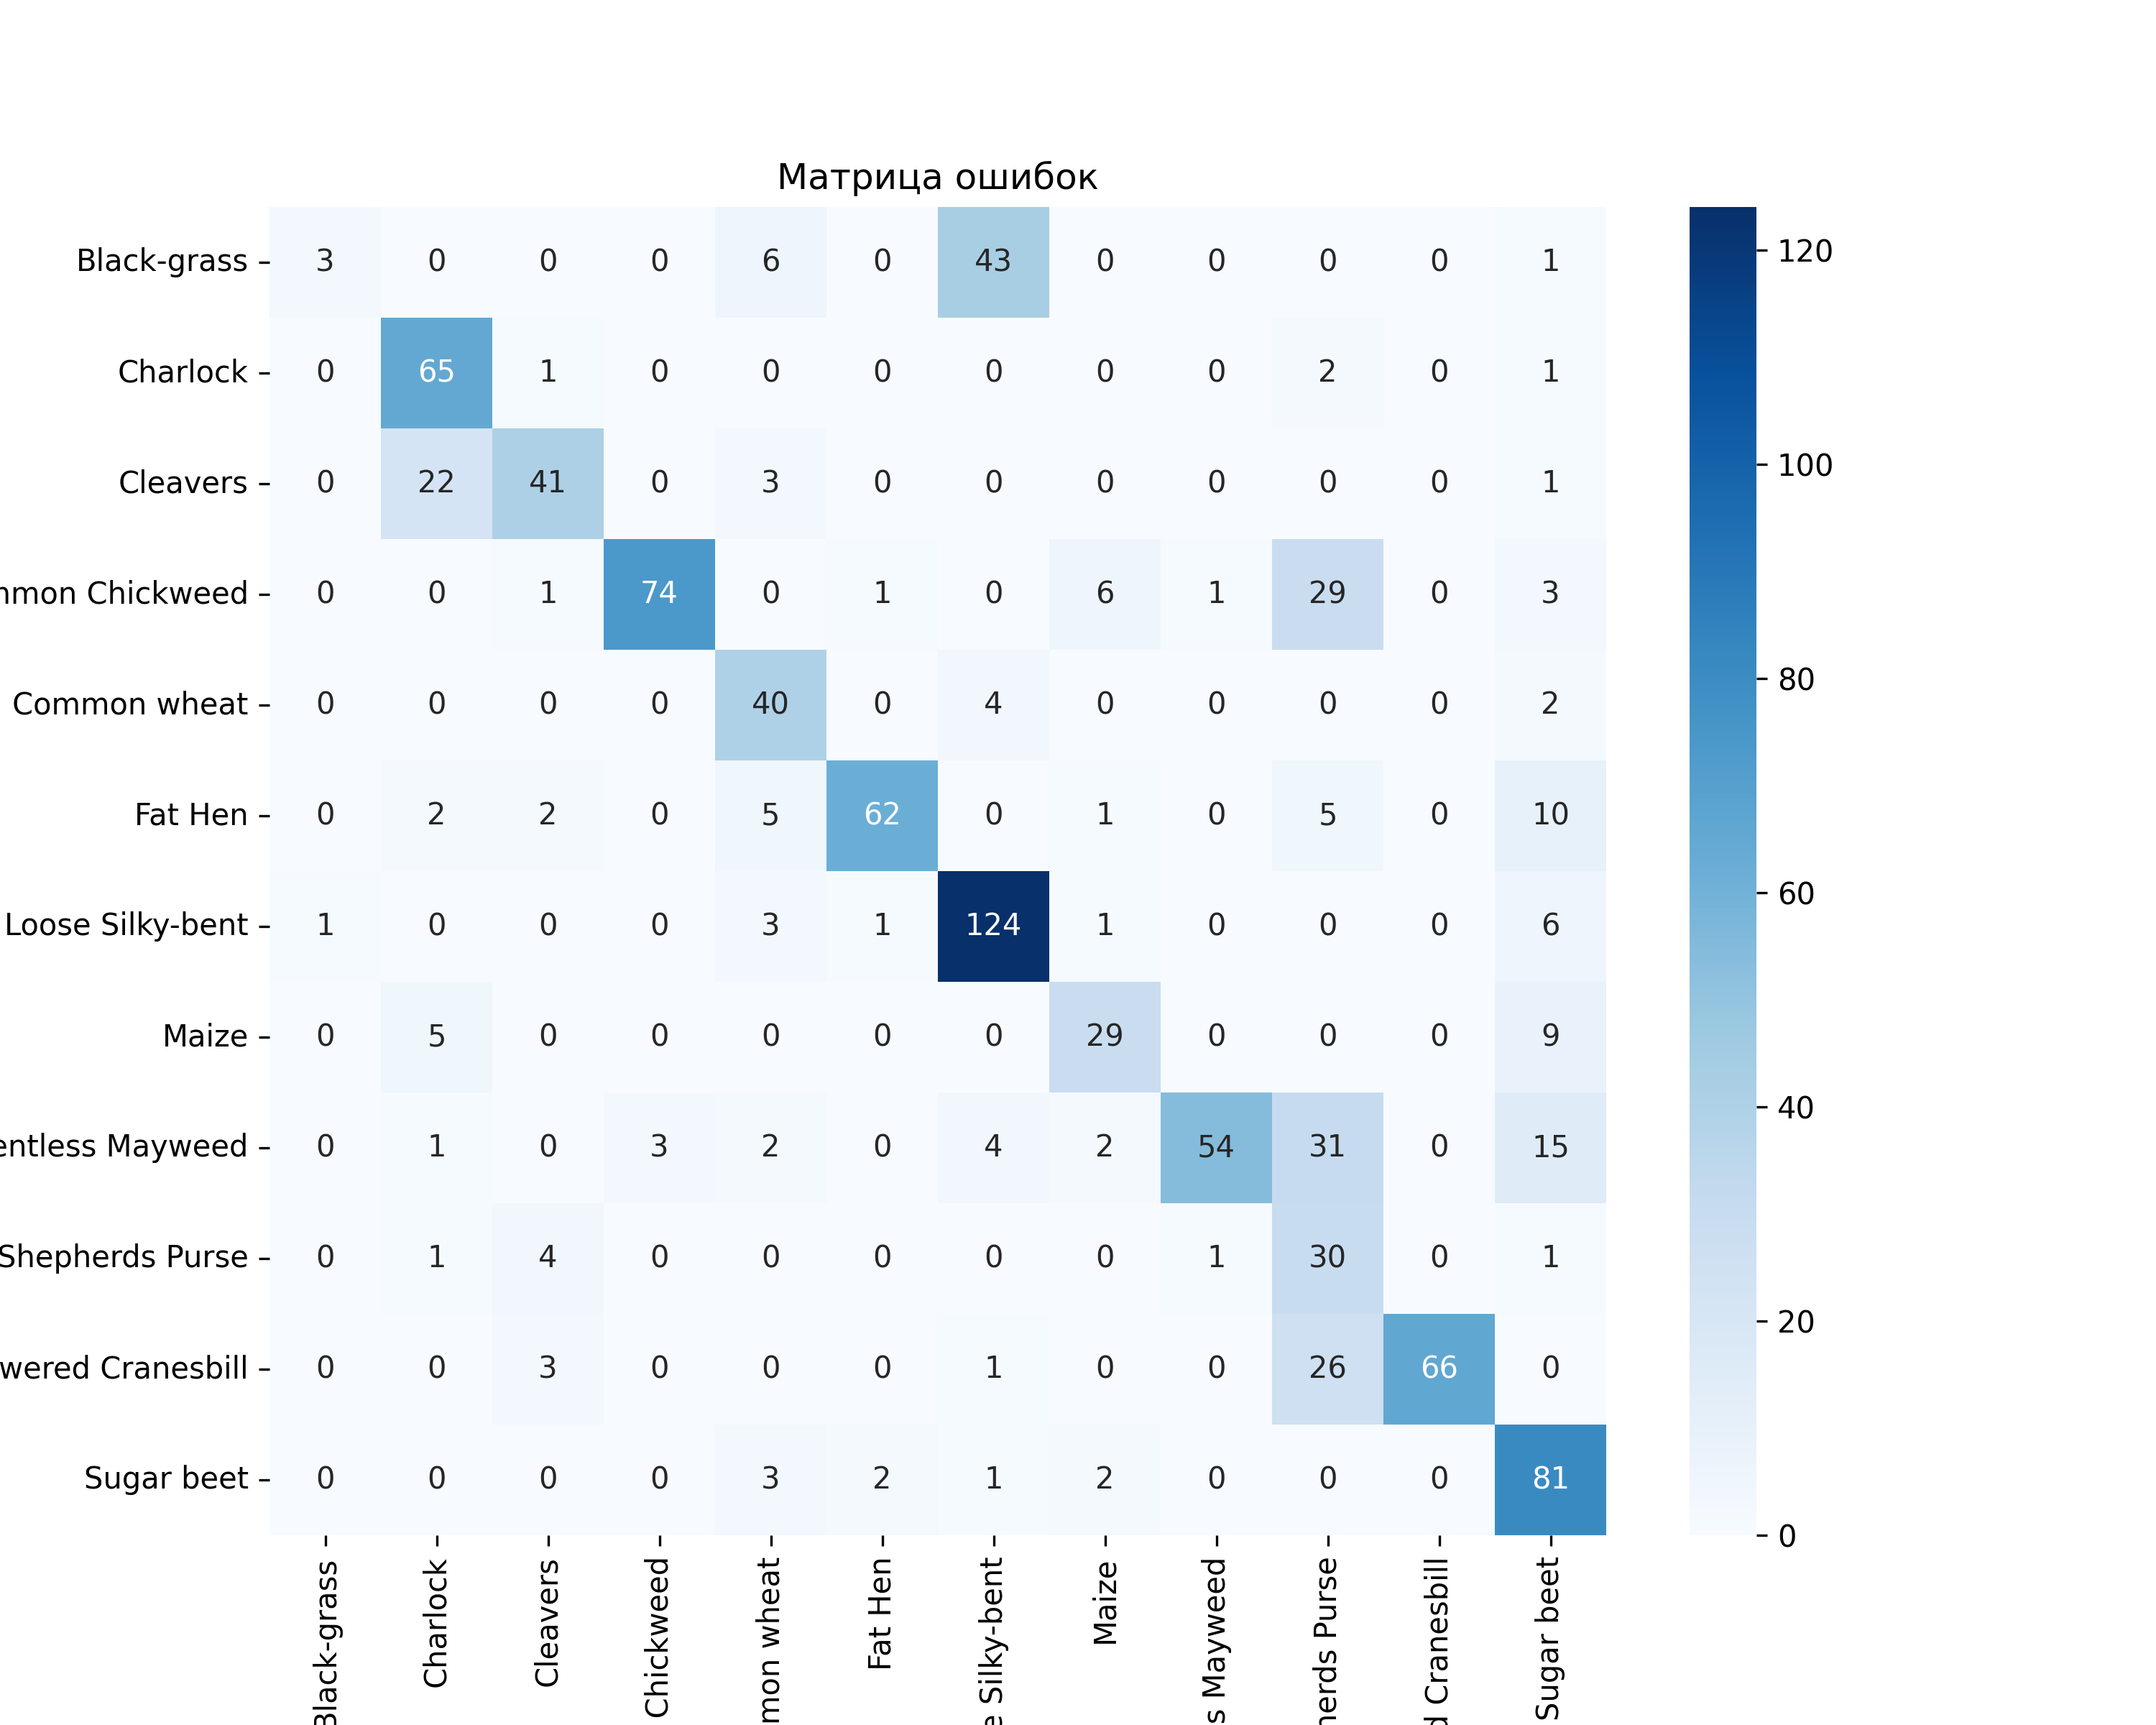 Матрица ошибок
Black-grass 3 0 0 0 6 0 43 0 0 0 0 1
Charlock 0 65 1 0 0 0 0 0 0 2 0 1
Cleavers 0 22 41 0 3 0 0 0 0 0 0 1
mmon Chickweed 0 0 1 74 0 1 0 6 1 29 0 3
Common wheat 0 0 0 0 40 0 4 0 0 0 0 2
Fat Hen 0 2 2 0 5 62 0 1 0 5 0 10
Loose Silky-bent 1 0 0 0 3 1 124 1 0 0 0 6
Maize 0 5 0 0 0 0 0 29 0 0 0 9
entless Mayweed 0 1 0 3 2 0 4 2 54 31 0 15
Shepherds Purse 0 1 4 0 0 0 0 0 1 30 0 1
wered Cranesbill 0 0 3 0 0 0 1 0 0 26 66 0
Sugar beet 0 0 0 0 3 2 1 2 0 0 0 81
Black-grass
Charlock
Cleavers
Chickweed
mon wheat
Fat Hen
e Silky-bent
Maize
s Mayweed
herds Purse
d Cranesbill
Sugar beet
120
100
80
60
40
20
0